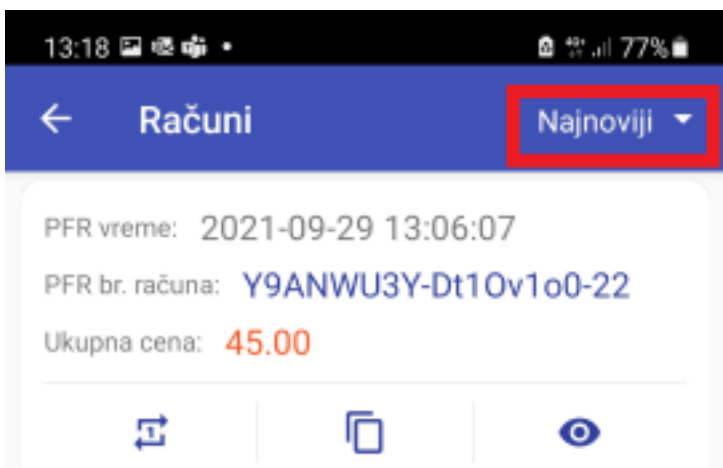 13:18 77%
Računi Najnoviji
PFR vreme: 2021-09-29 13:06:07
PFR br. računa: Y9ANWU3Y-Dt1Ov1o0-22
Ukupna cena: 45.00
1